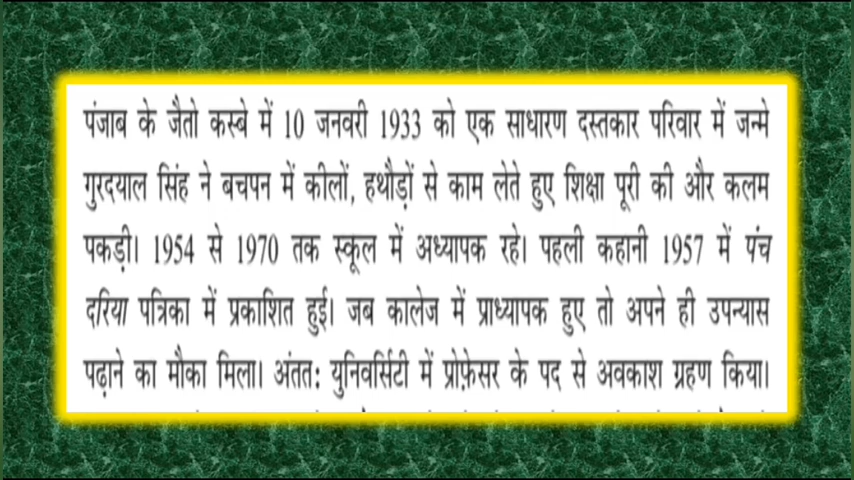 पंजाब के जैतो कस्बे में 10 जनवरी 1933 को एक साधारण दस्तकार परिवार में जन्मे
गुरदयाल सिंह ने बचपन में कीलों, हथौड़ों से काम लेते हुए शिक्षा पूरी की और कलम
पकड़ी। 1954 से 1970 तक स्कूल में अध्यापक रहे। पहली कहानी 1957 में पंच
दरिया पत्रिका में प्रकाशित हुई। जब कालेज में प्राध्यापक हुए तो अपने ही उपन्यास
पढ़ाने का मौका मिला। अंतत: युनिवर्सिटी में प्रोफ़ेसर के पद से अवकाश ग्रहण किया।